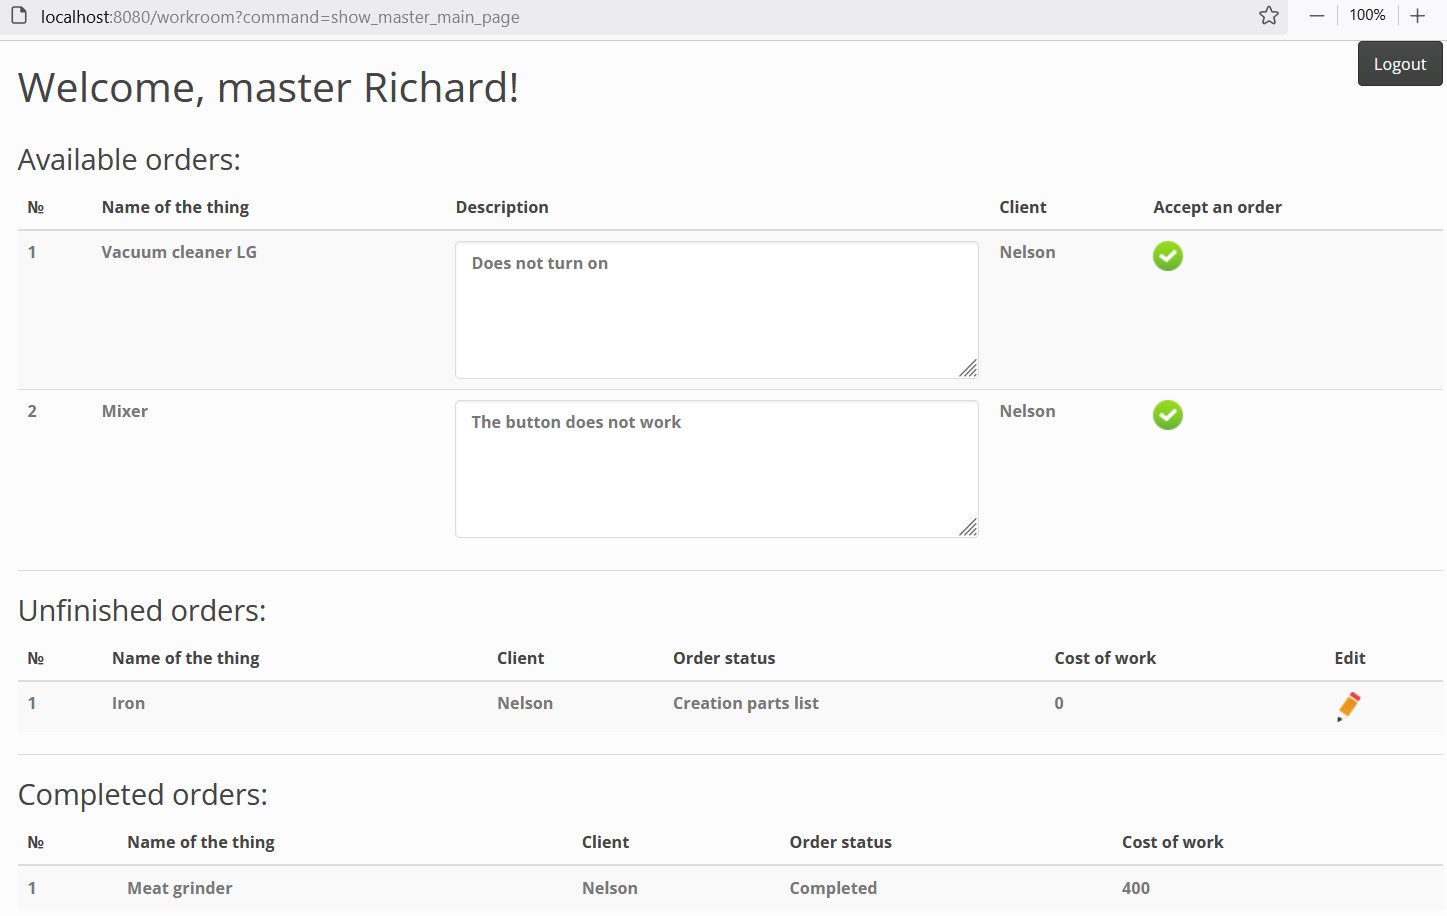 localhost:8080/workroom?command=show_master_main_page 100%
Logout
Welcome, master Richard!
Available orders:
№ Name of the thing Description Client Accept an order
1 Vacuum cleaner LG Does not turn on Nelson
2 Mixer The button does not work Nelson
Unfinished orders:
№ Name of the thing Client Order status Cost of work Edit
1 Iron Nelson Creation parts list 0
Completed orders:
№ Name of the thing Client Order status Cost of work
1 Meat grinder Nelson Completed 400